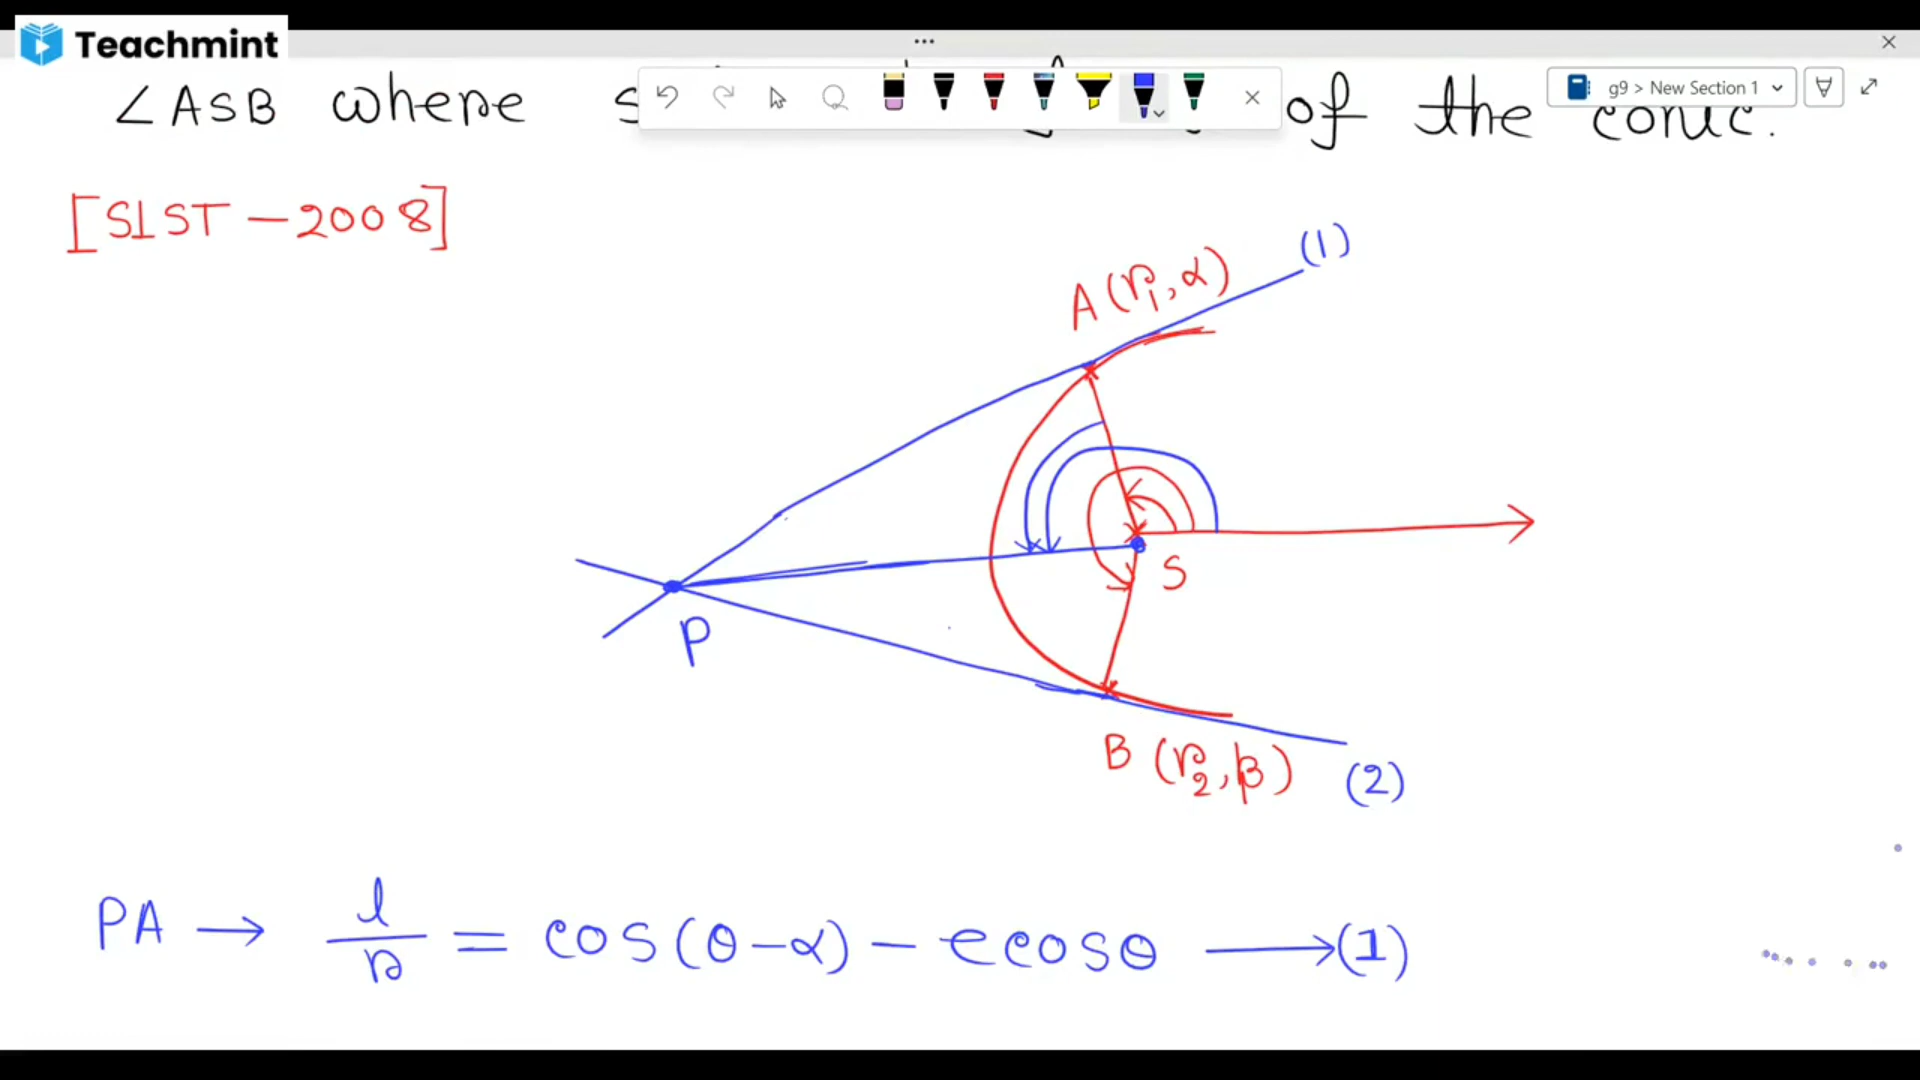 Teachmint
g9 > New Section 1
∠ASB where s of the conic.
[SLST - 2008]
(1)
A (r₁, α)
S
P
B (r₂, β)
(2)
PA → l/r = cos(θ-α) - e cosθ → (1)